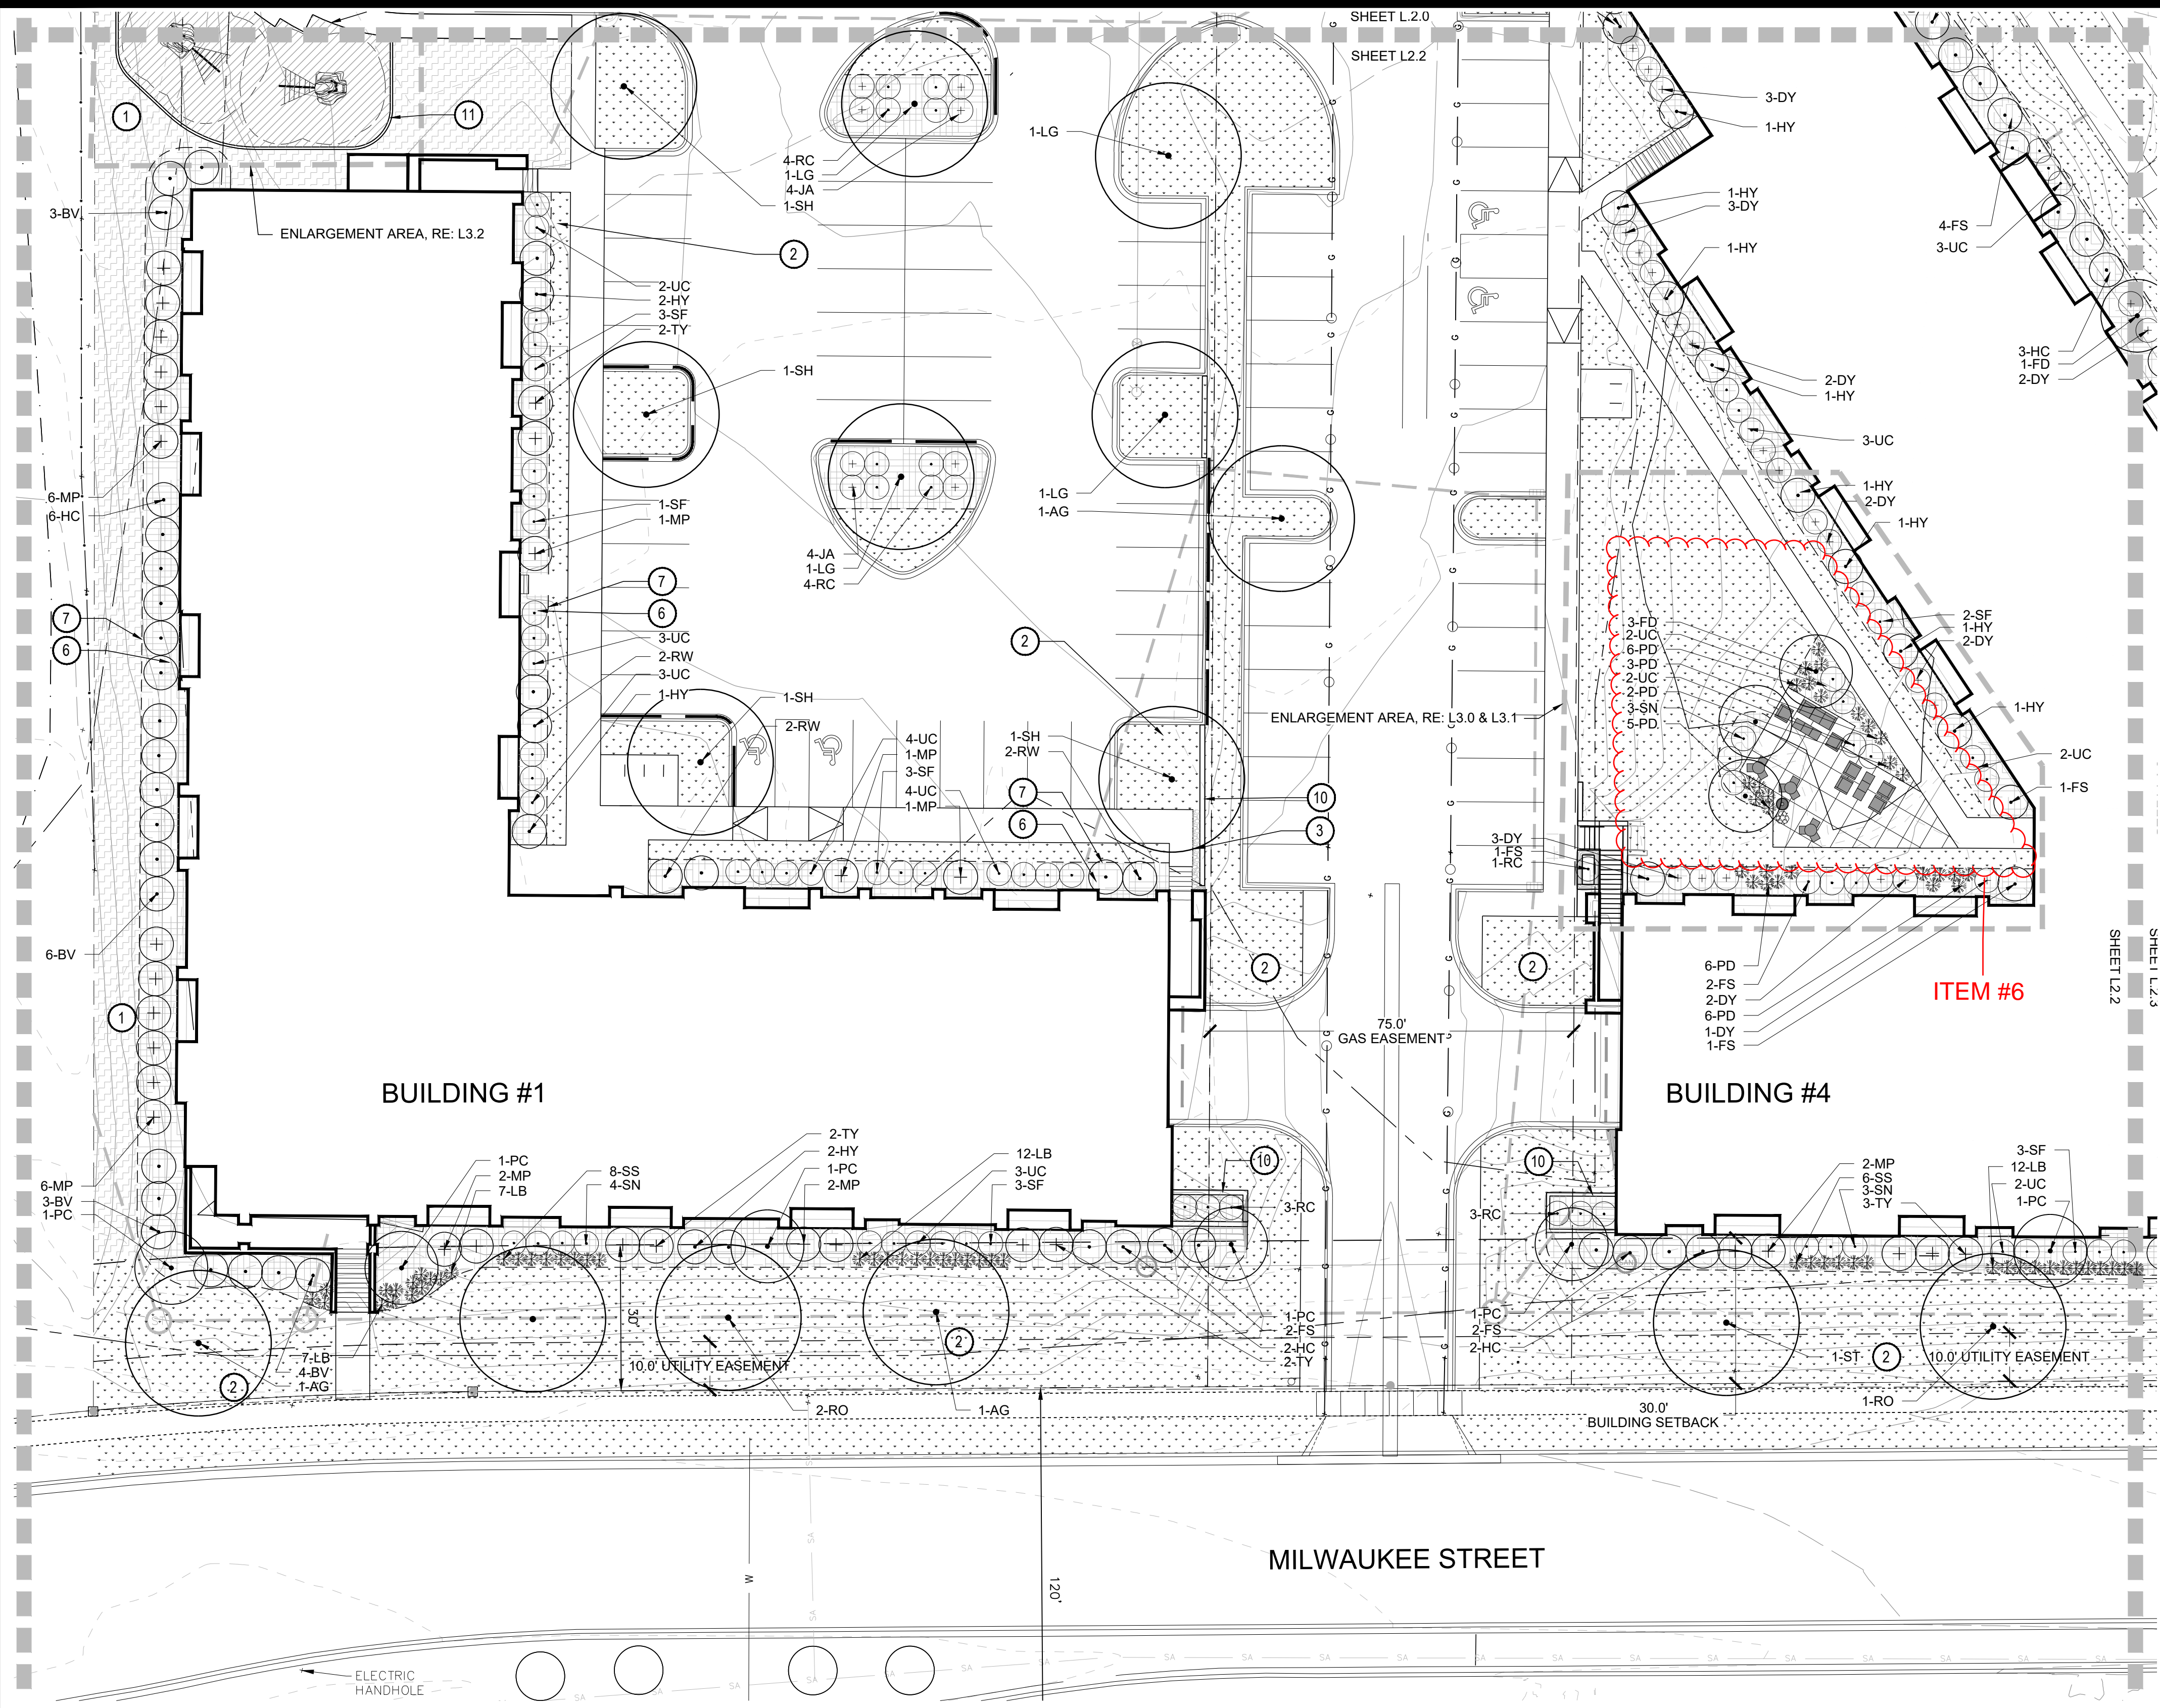 SHEET L.2.0
SHEET L2.2
1
11
3-DY
1-HY
1-LG
4-RC
1-LG
4-JA
1-SH
3-BV
ENLARGEMENT AREA, RE: L3.2
2
1-HY
3-DY
1-HY
4-FS
3-UC
2-UC
2-HY
3-SF
2-TY
1-SH
3-HC
1-FD
2-DY
2-DY
1-HY
3-UC
6-MP
6-HC
1-SF
1-MP
1-LG
1-AG
1-HY
2-DY
1-HY
4-JA
1-LG
4-RC
7
6
7
6
2
3-UC
2-RW
3-UC
1-HY
3-FD
2-UC
6-PD
3-PD
2-UC
2-PD
3-SN
5-PD
2-SF
1-HY
2-DY
1-SH
2-RW
ENLARGEMENT AREA, RE: L3.0 & L3.1
1-HY
4-UC
1-MP
3-SF
4-UC
1-MP
1-SH
2-RW
7
6
10
3
2-UC
1-FS
3-DY
1-FS
1-RC
6-BV
2
2
6-PD
2-FS
2-DY
6-PD
1-DY
1-FS
ITEM #6
SHEET L2.2
SHEET L.2.3
1
75.0'
GAS EASEMENT
G
BUILDING #1
BUILDING #4
2-TY
2-HY
1-PC
2-MP
12-LB
3-UC
3-SF
1-PC
2-MP
7-LB
8-SS
4-SN
10
10
2-MP
6-SS
3-SN
3-TY
3-SF
12-LB
2-UC
1-PC
6-MP
3-BV
1-PC
3-RC
3-RC
30'
1-PC
2-FS
2-HC
2-TY
1-PC
2-FS
2-HC
7-LB
4-BV
1-AG
2
10.0' UTILITY EASEMENT
2
1-ST
2
10.0' UTILITY EASEMENT
2-RO
1-AG
30.0'
BUILDING SETBACK
1-RO
MILWAUKEE STREET
W
120'
SA
ELECTRIC
HANDHOLE
SA
SA
SA
SA
SA
SA
SA
SA
SA
SA
SA
SA